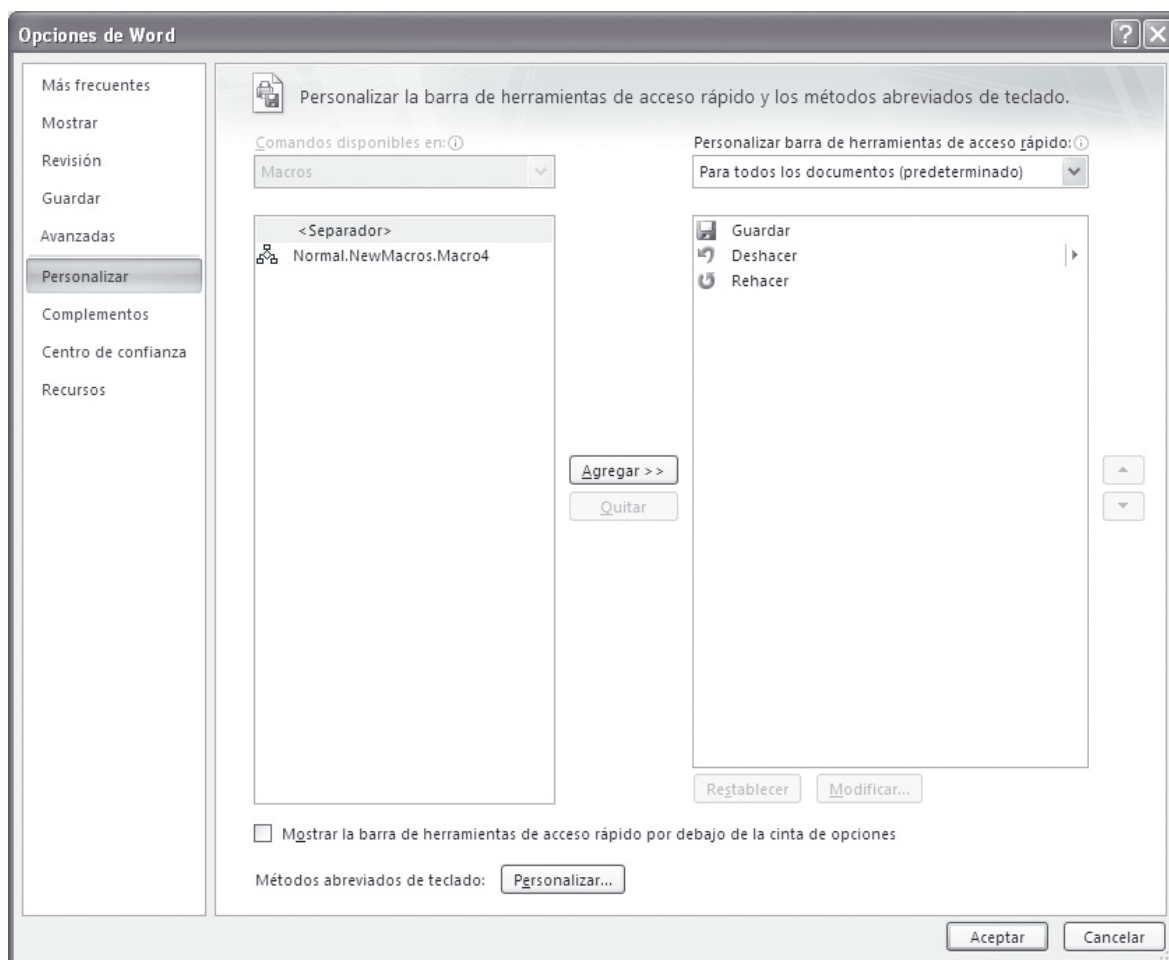 Opciones de Word
Más frecuentes
Mostrar
Revisión
Guardar
Avanzadas
Personalizar
Complementos
Centro de confianza
Recursos
Personalizar la barra de herramientas de acceso rápido y los métodos abreviados de teclado.
Comandos disponibles en:
Macros
<Separador>
Normal.NewMacros.Macro4
Agregar >>
Quitar
Personalizar barra de herramientas de acceso rápido:
Para todos los documentos (predeterminado)
Guardar
Deshacer
Rehacer
Restablecer
Modificar...
Mostrar la barra de herramientas de acceso rápido por debajo de la cinta de opciones
Métodos abreviados de teclado:
Personalizar...
Aceptar
Cancelar